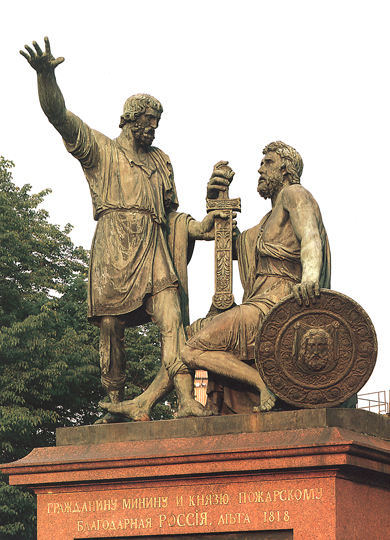 ГРАЖДАНИНУ МИНИНУ И КНЯЗЮ ПОЖАРСКОМУ
БЛАГОДАРНАЯ РОССІЯ, ЛѢТА 1818.